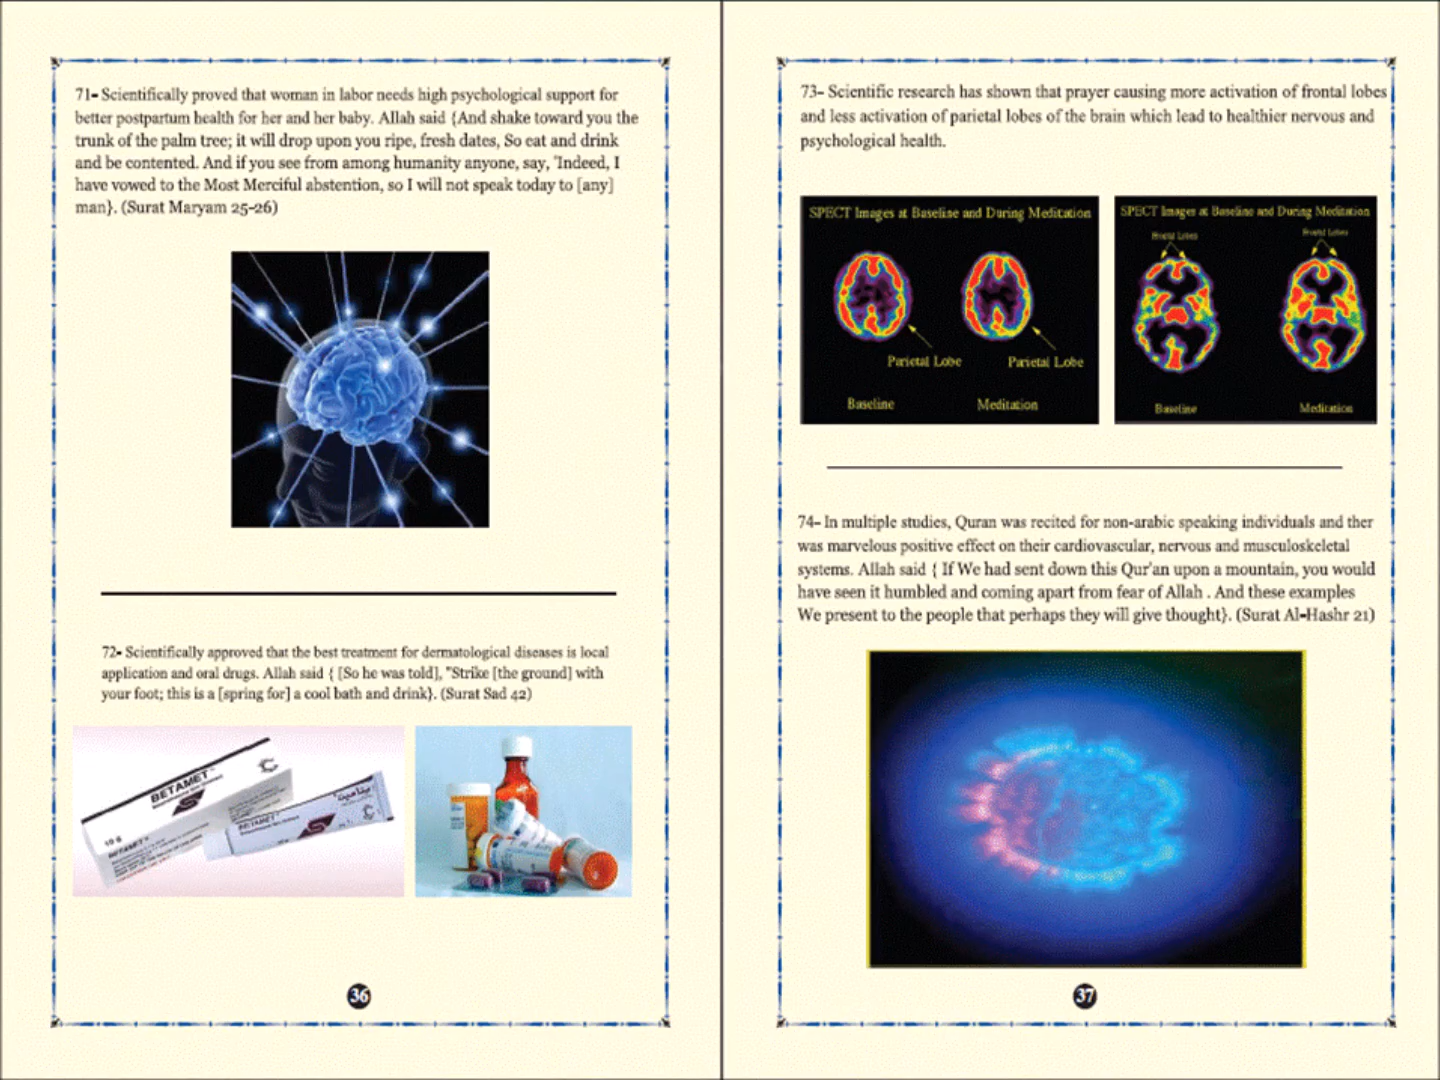 71- Scientifically proved that woman in labor needs high psychological support for
better postpartum health for her and her baby. Allah said {And shake toward you the
trunk of the palm tree; it will drop upon you ripe, fresh dates, So eat and drink
and be contented. And if you see from among humanity anyone, say, 'Indeed, I
have vowed to the Most Merciful abstention, so I will not speak today to [any]
man}. (Surat Maryam 25-26)
72- Scientifically approved that the best treatment for dermatological diseases is local
application and oral drugs. Allah said { [So he was told], "Strike [the ground] with
your foot; this is a [spring for] a cool bath and drink}. (Surat Sad 42)
BETAMET
10 g
BETAMET
BETAMET
36
73- Scientific research has shown that prayer causing more activation of frontal lobes
and less activation of parietal lobes of the brain which lead to healthier nervous and
psychological health.
SPECT Images at Baseline and During Meditation
Parietal Lobe
Parietal Lobe
Baseline
Meditation
SPECT Images at Baseline and During Meditation
Frontal Lobes
Frontal Lobes
Baseline
Meditation
74- In multiple studies, Quran was recited for non-arabic speaking individuals and ther
was marvelous positive effect on their cardiovascular, nervous and musculoskeletal
systems. Allah said { If We had sent down this Qur'an upon a mountain, you would
have seen it humbled and coming apart from fear of Allah . And these examples
We present to the people that perhaps they will give thought}. (Surat Al-Hashr 21)
37